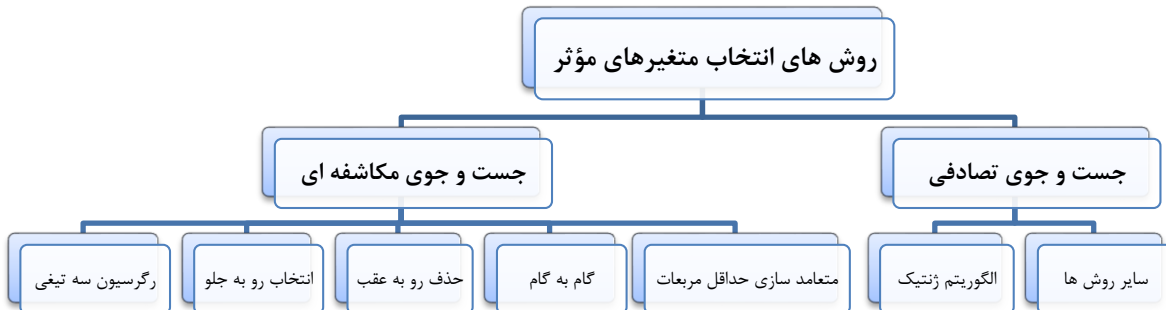 روش های انتخاب متغیرهای مؤثر
جست و جوی تصادفی
جست و جوی مکاشفه ای
سایر روش ها
الگوریتم ژنتیک
متعامد سازی حداقل مربعات
گام به گام
حذف رو به عقب
انتخاب رو به جلو
رگرسیون سه تیغی